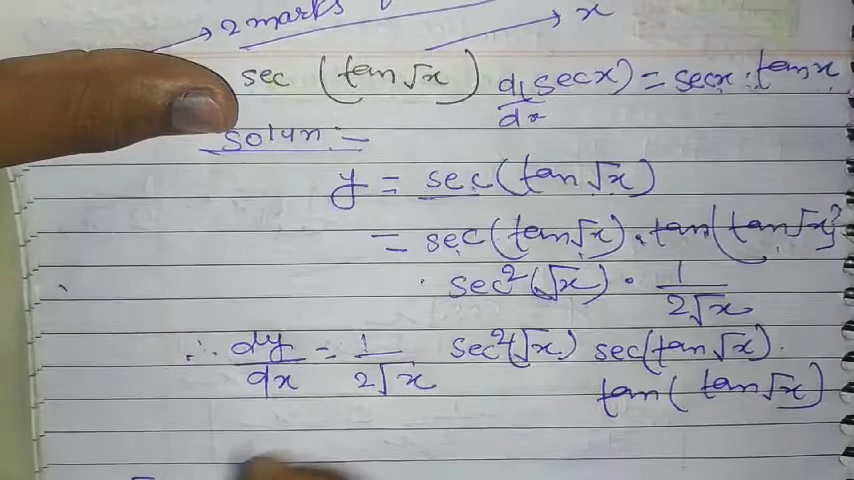 → 2 marks → x
sec (tan √x) d/dx (sec x) = sec x · tan x
Solun :—
y = sec (tan √x)
= sec (tan √x) · tan (tan √x)
· sec² (√x) · 1/2√x
∴ dy/dx = 1/2√x sec² (√x) sec (tan √x) ·
tan ( tan √x )